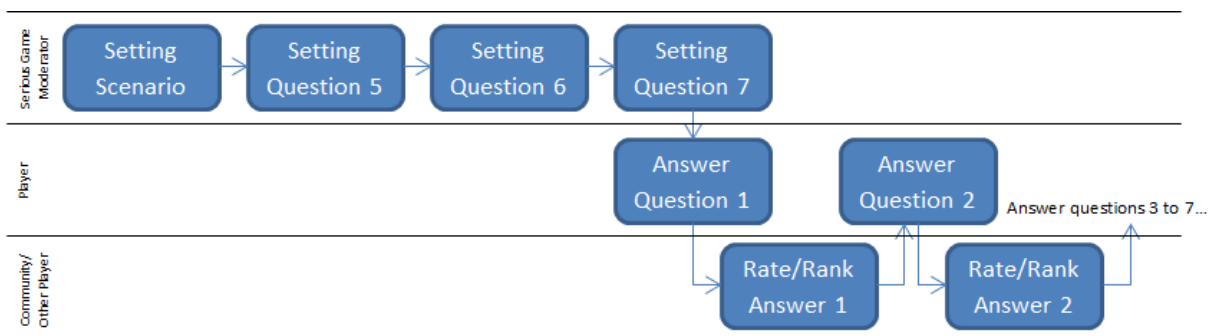 Serious Game
Moderator
Setting
Scenario
Setting
Question 5
Setting
Question 6
Setting
Question 7
Player
Answer
Question 1
Answer
Question 2
Answer questions 3 to 7...
Community/
Other Player
Rate/Rank
Answer 1
Rate/Rank
Answer 2